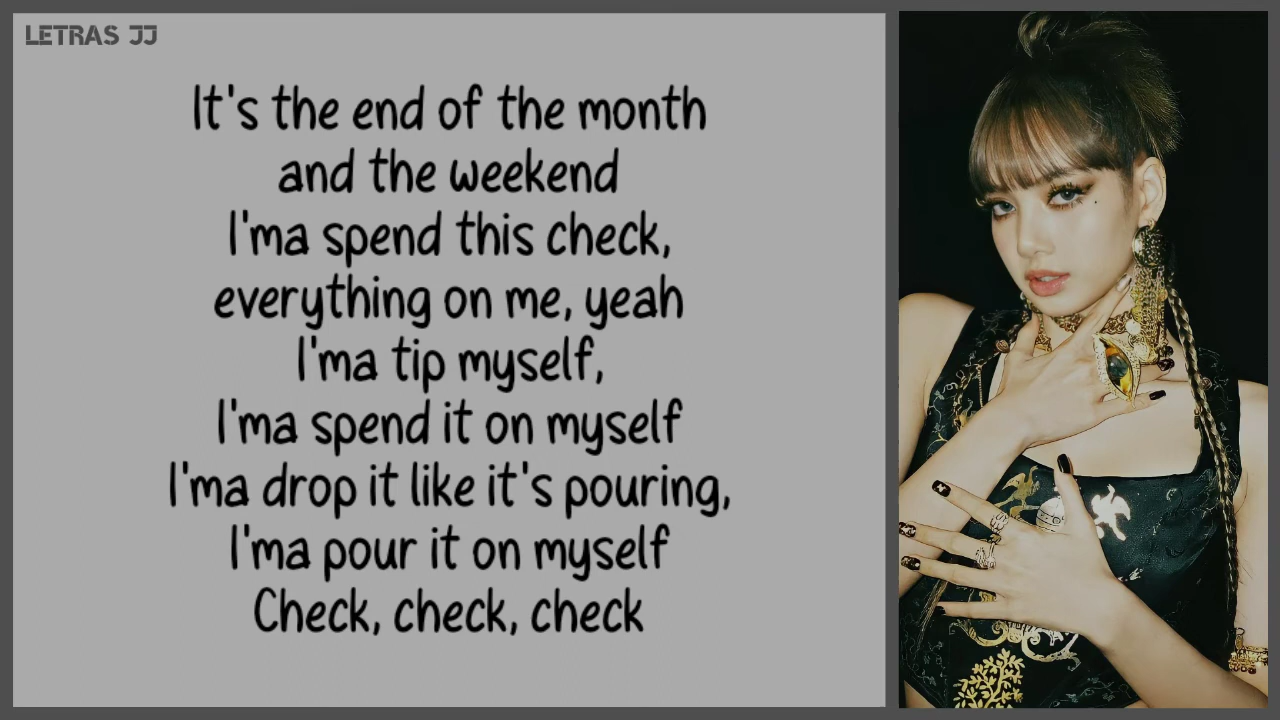 LETRAS JJ
It's the end of the month
and the weekend
I'ma spend this check,
everything on me, yeah
I'ma tip myself,
I'ma spend it on myself
I'ma drop it like it's pouring,
I'ma pour it on myself
Check, check, check